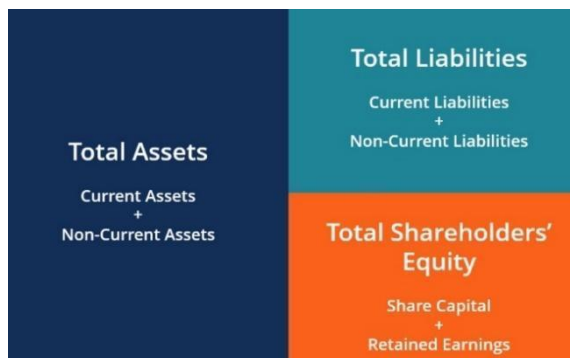 Total Assets
Current Assets
+
Non-Current Assets
Total Liabilities
Current Liabilities
+
Non-Current Liabilities
Total Shareholders'
Equity
Share Capital
+
Retained Earnings